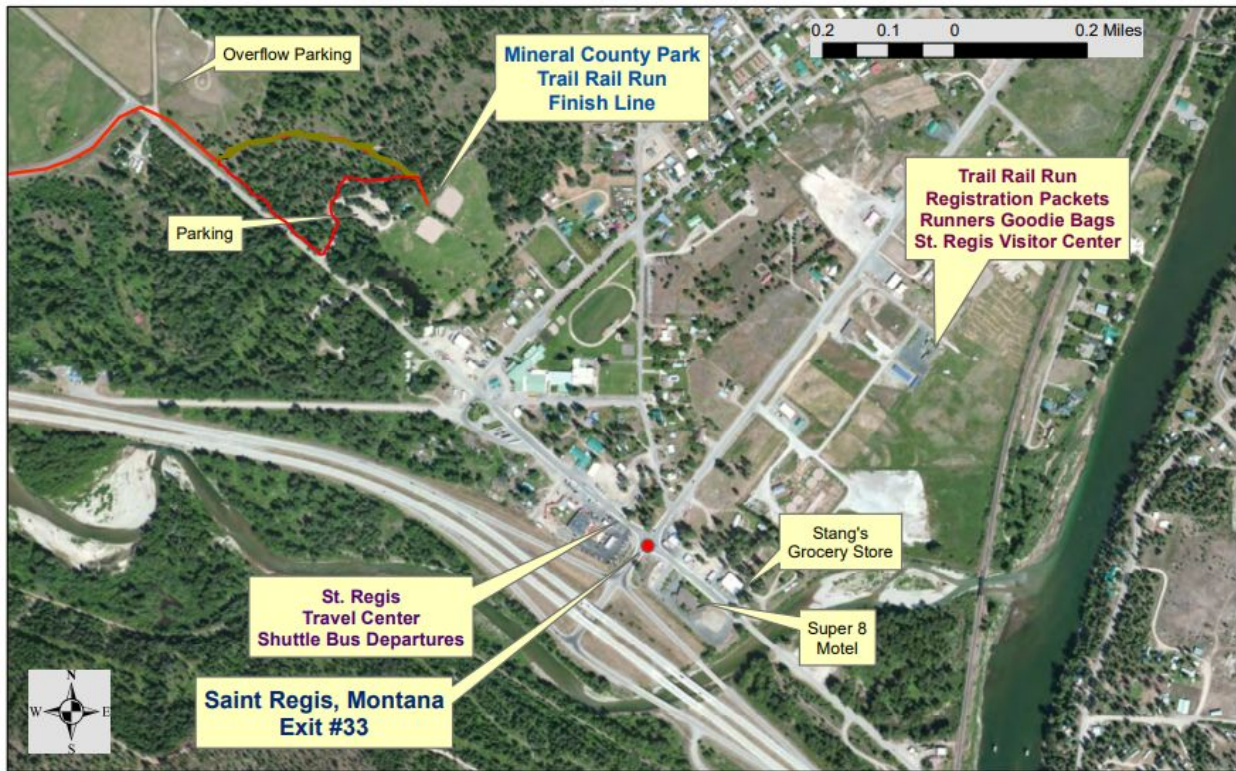 0.2 0.1 0 0.2 Miles
Overflow Parking
Mineral County Park
Trail Rail Run
Finish Line
Trail Rail Run
Registration Packets
Runners Goodie Bags
St. Regis Visitor Center
Parking
Stang's
Grocery Store
St. Regis
Travel Center
Shuttle Bus Departures
Super 8
Motel
Saint Regis, Montana
Exit #33
N
W E
S